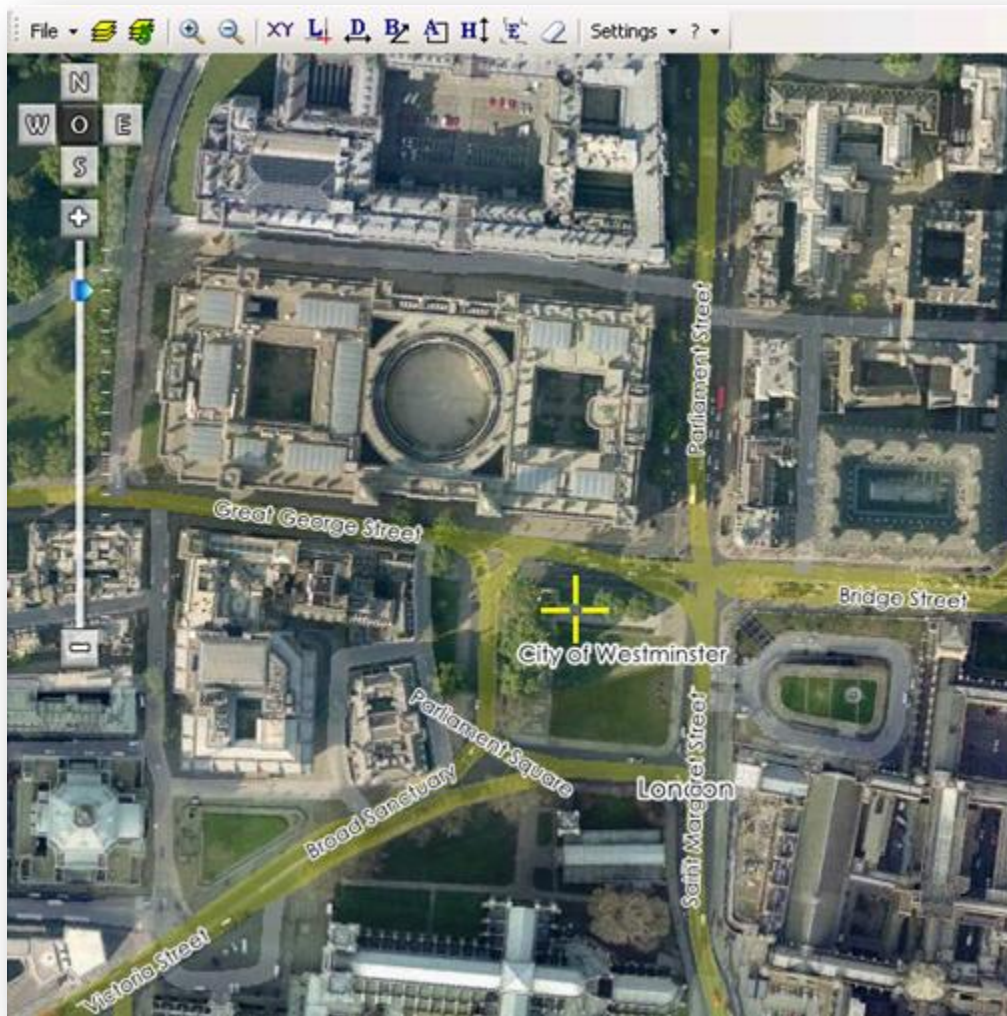 File XY L D B A H E Settings ?
N
W O E
S
+
Parliament Street
Great George Street
Bridge Street
City of Westminster
Parliament Square
Saint Margaret Street
London
Broad Sanctuary
Victoria Street
−